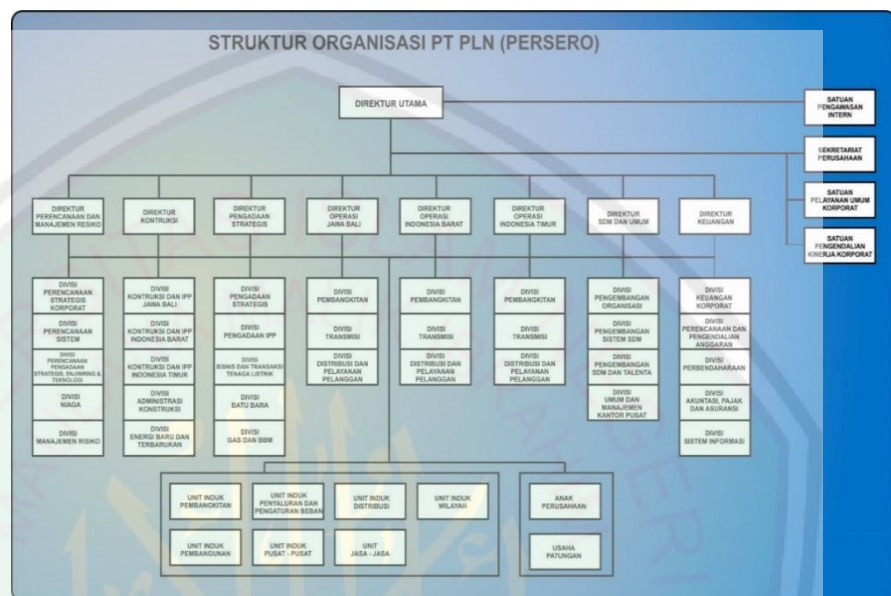 STRUKTUR ORGANISASI PT PLN (PERSERO)
DIREKTUR UTAMA
SATUAN
PENGAWASAN
INTERN
SEKRETARIAT
PERUSAHAAN
SATUAN
PELAYANAN UMUM
KORPORAT
SATUAN
PENGENDALIAN
KINERJA KORPORAT
DIREKTUR
PERENCANAAN DAN
MANAJEMEN RESIKO
DIREKTUR
KONTRUKSI
DIREKTUR
PENGADAAN
STRATEGIS
DIREKTUR
OPERASI
JAWA BALI
DIREKTUR
OPERASI
INDONESIA BARAT
DIREKTUR
OPERASI
INDONESIA TIMUR
DIREKTUR
SDM DAN UMUM
DIREKTUR
KEUANGAN
DIVISI
PERENCANAAN
STRATEGIS
KORPORAT
DIVISI
PERENCANAAN
SISTEM
DIVISI
PERENCANAAN
PENGADAAN
STRATEGIS, ENJINIRING &
TEKNOLOGI
DIVISI
NIAGA
DIVISI
MANAJEMEN RISIKO
DIVISI
KONTRUKSI DAN IPP
JAWA BALI
DIVISI
KONTRUKSI DAN IPP
INDONESIA BARAT
DIVISI
KONTRUKSI DAN IPP
INDONESIA TIMUR
DIVISI
ADMINISTRASI
KONSTRUKSI
DIVISI
ENERGI BARU DAN
TERBARUKAN
DIVISI
PENGADAAN
STRATEGIS
DIVISI
PENGADAAN IPP
DIVISI
BISNIS DAN TRANSAKSI
TENAGA LISTRIK
DIVISI
BATU BARA
DIVISI
GAS DAN BBM
DIVISI
PEMBANGKITAN
DIVISI
TRANSMISI
DIVISI
DISTRIBUSI DAN
PELAYANAN
PELANGGAN
DIVISI
PEMBANGKITAN
DIVISI
TRANSMISI
DIVISI
DISTRIBUSI DAN
PELAYANAN
PELANGGAN
DIVISI
PEMBANGKITAN
DIVISI
TRANSMISI
DIVISI
DISTRIBUSI DAN
PELAYANAN
PELANGGAN
DIVISI
PENGEMBANGAN
ORGANISASI
DIVISI
PENGEMBANGAN
SISTEM SDM
DIVISI
PENGEMBANGAN
SDM DAN TALENTA
DIVISI
UMUM DAN
MANAJEMEN
KANTOR PUSAT
DIVISI
KEUANGAN
KORPORAT
DIVISI
PERENCANAAN DAN
PENGENDALIAN
ANGGARAN
DIVISI
PERBENDAHARAAN
DIVISI
AKUNTASI, PAJAK
DAN ASURANSI
DIVISI
SISTEM INFORMASI
UNIT INDUK
PEMBANGKITAN
UNIT INDUK
PENYALURAN DAN
PENGATURAN BEBAN
UNIT INDUK
DISTRIBUSI
UNIT INDUK
WILAYAH
UNIT INDUK
PEMBANGUNAN
UNIT INDUK
PUSAT - PUSAT
UNIT
JASA - JASA
ANAK
PERUSAHAAN
USAHA
PATUNGAN